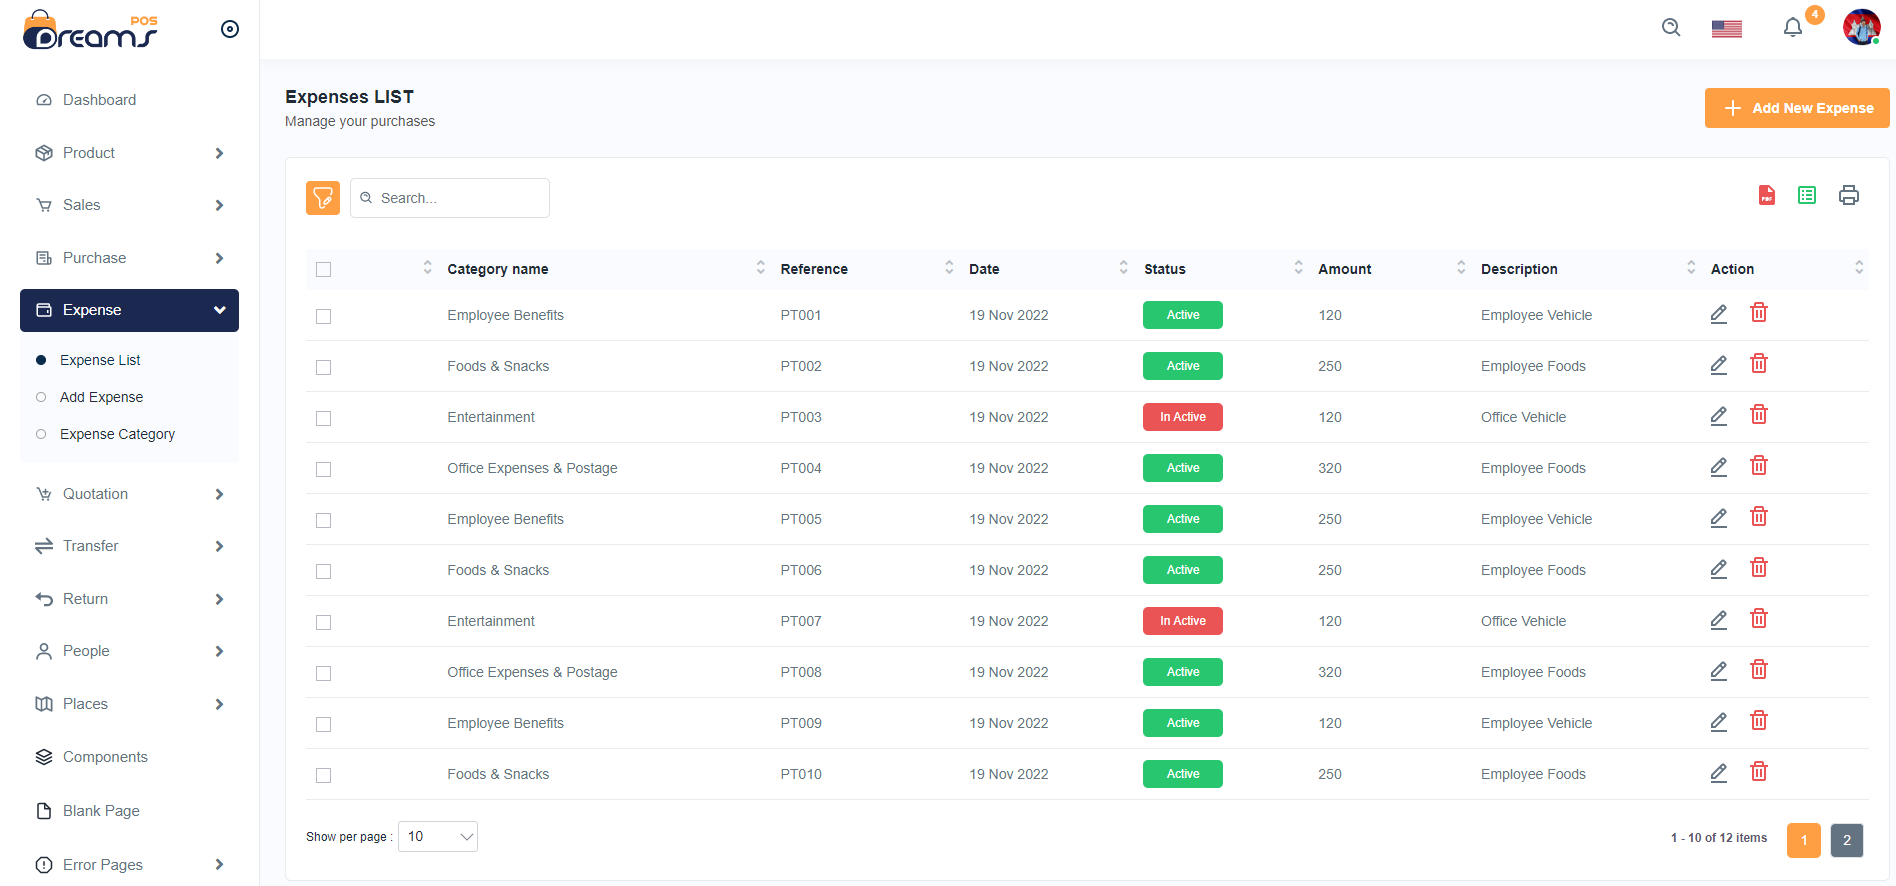 POS
Dreams
4
Dashboard
Product
Sales
Purchase
Expense
Expense List
Add Expense
Expense Category
Quotation
Transfer
Return
People
Places
Components
Blank Page
Error Pages
Expenses LIST
Manage your purchases
Add New Expense
Search...
PDF
Category name Reference Date Status Amount Description Action
Employee Benefits PT001 19 Nov 2022 Active 120 Employee Vehicle
Foods & Snacks PT002 19 Nov 2022 Active 250 Employee Foods
Entertainment PT003 19 Nov 2022 In Active 120 Office Vehicle
Office Expenses & Postage PT004 19 Nov 2022 Active 320 Employee Foods
Employee Benefits PT005 19 Nov 2022 Active 250 Employee Vehicle
Foods & Snacks PT006 19 Nov 2022 Active 250 Employee Foods
Entertainment PT007 19 Nov 2022 In Active 120 Office Vehicle
Office Expenses & Postage PT008 19 Nov 2022 Active 320 Employee Foods
Employee Benefits PT009 19 Nov 2022 Active 120 Employee Vehicle
Foods & Snacks PT010 19 Nov 2022 Active 250 Employee Foods
Show per page : 10
1 - 10 of 12 items 1 2